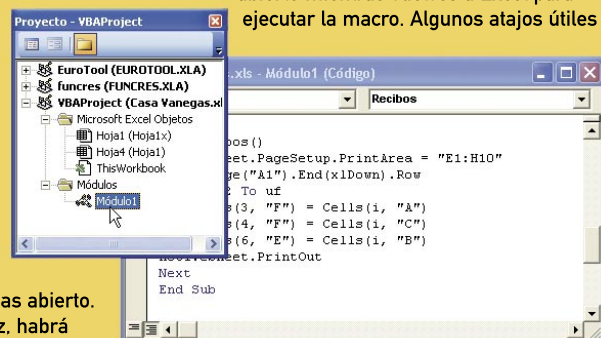 ejecutar la macro. Algunos atajos útiles
Proyecto - VBAProject
EuroTool (EUROTOOL.XLA)
funcres (FUNCRES.XLA)
VBAProject (Casa Vanegas.xl
Microsoft Excel Objetos
Hoja1 (Hoja1x)
Hoja4 (Hoja1)
ThisWorkbook
Módulos
Módulo1
.xls - Módulo1 (Código)
Recibos
bos()
eet.PageSetup.PrintArea = "E1:H10"
ge("A1").End(xlDown).Row
2 To uf
s(3, "F") = Cells(i, "A")
s(4, "F") = Cells(i, "C")
s(6, "E") = Cells(i, "B")
heet.PrintOut
Next
End Sub
as abierto.
z, habrá